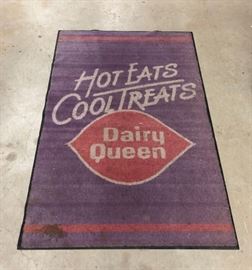 HOT EATS
COOL TREATS
Dairy
Queen